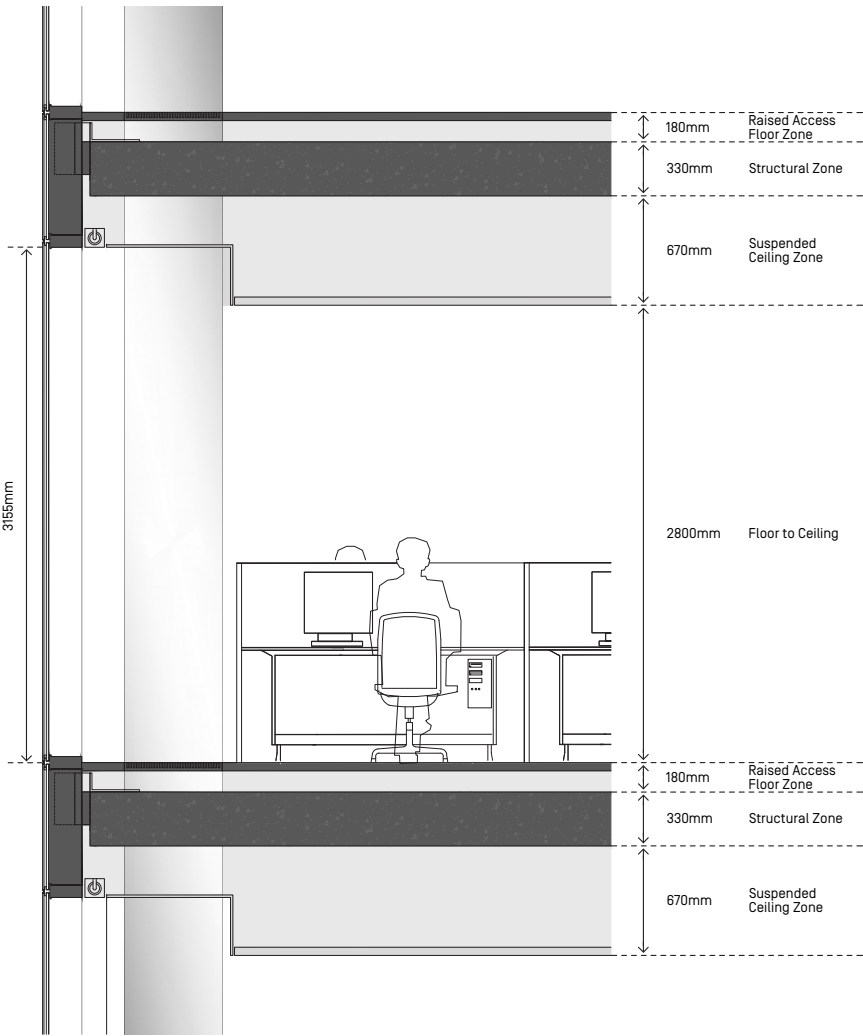 180mm
Raised Access
Floor Zone
330mm
Structural Zone
670mm
Suspended
Ceiling Zone
3155mm
2800mm
Floor to Ceiling
180mm
Raised Access
Floor Zone
330mm
Structural Zone
670mm
Suspended
Ceiling Zone